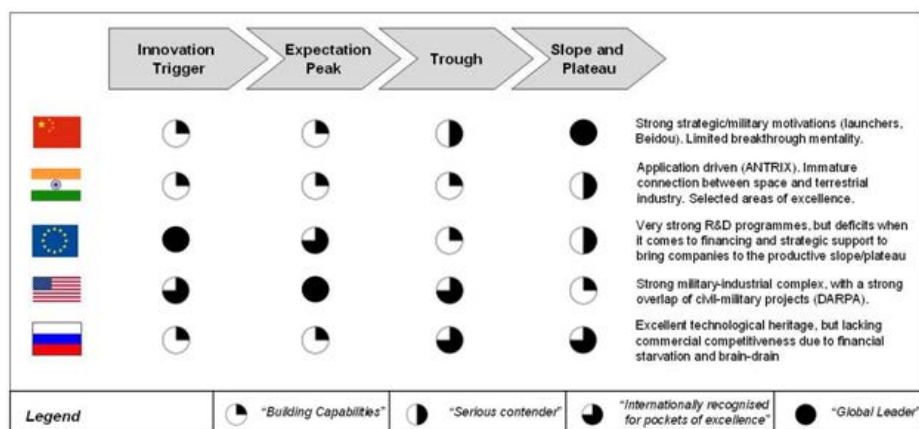 Innovation
Trigger
Expectation
Peak
Trough
Slope and
Plateau
Strong strategic/military motivations (launchers,
Beidou). Limited breakthrough mentality.
Application driven (ANTRIX). Immature
connection between space and terrestrial
industry. Selected areas of excellence.
Very strong R&D programmes, but deficits when
it comes to financing and strategic support to
bring companies to the productive slope/plateau
Strong military-industrial complex, with a strong
overlap of civil-military projects (DARPA).
Excellent technological heritage, but lacking
commercial competitiveness due to financial
starvation and brain-drain
Legend
"Building Capabilities"
"Serious contender"
"Internationally recognised
for pockets of excellence"
"Global Leader"